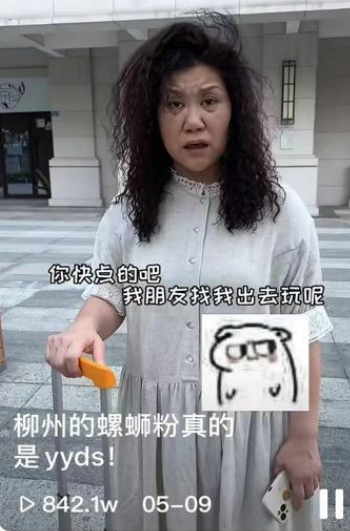 你快点的吧
我朋友找我出去玩呢
柳州的螺蛳粉真的
是yyds!
842.1w 05-09